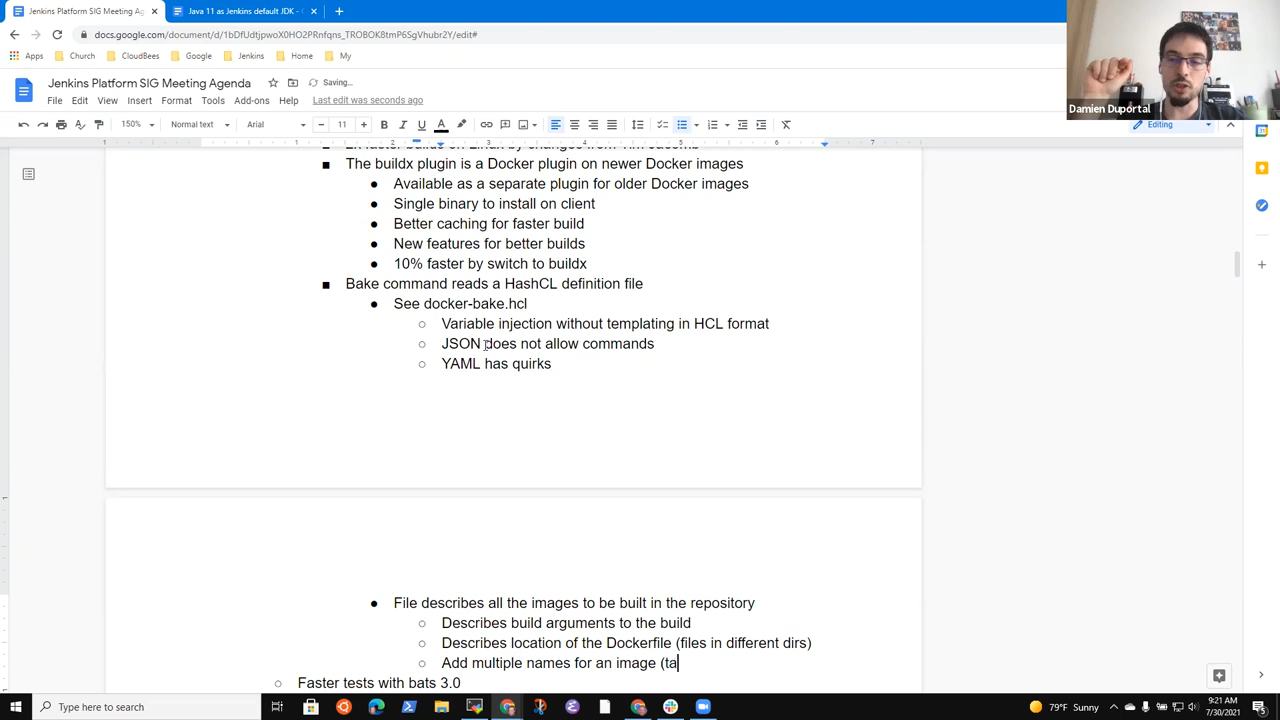 Jenkins Platform SIG Meeting Ag
Java 11 as Jenkins default JDK -
docs.google.com/document/d/1bDfUdtjpwoX0HO2PRnfqns_TROBOK8tmP6SgVhubr2Y/edit#
Apps Church CloudBees Google Jenkins Home My
Jenkins Platform SIG Meeting Agenda Saving...
File Edit View Insert Format Tools Add-ons Help Last edit was seconds ago
150% Normal text Arial 11 Editing
Damien Duportal
The buildx plugin is a Docker plugin on newer Docker images
Available as a separate plugin for older Docker images
Single binary to install on client
Better caching for faster build
New features for better builds
10% faster by switch to buildx
Bake command reads a HashCL definition file
See docker-bake.hcl
Variable injection without templating in HCL format
JSON does not allow commands
YAML has quirks
File describes all the images to be built in the repository
Describes build arguments to the build
Describes location of the Dockerfile (files in different dirs)
Add multiple names for an image (ta
Faster tests with bats 3.0
Type here to search
79°F Sunny
9:21 AM
7/30/2021